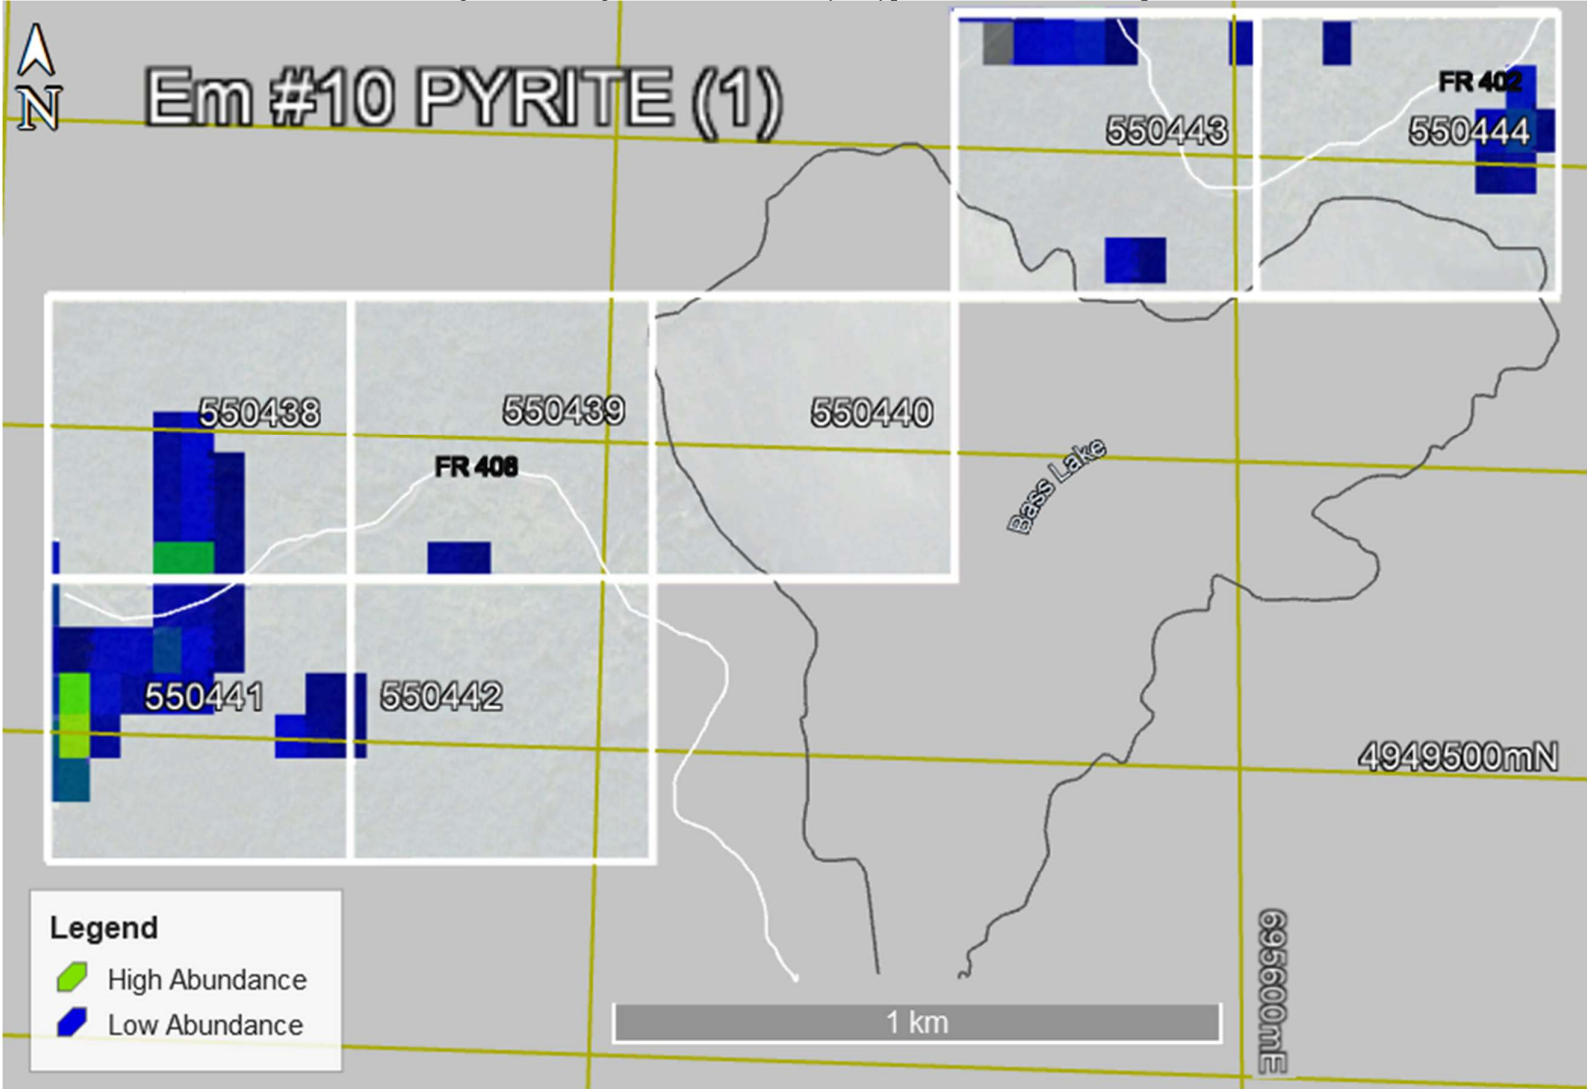 N
Em #10 PYRITE (1)
FR 402
550443
550444
550438
550439
550440
FR 408
Bass Lake
550441
550442
4949500mN
695600mE
Legend
High Abundance
Low Abundance
1 km